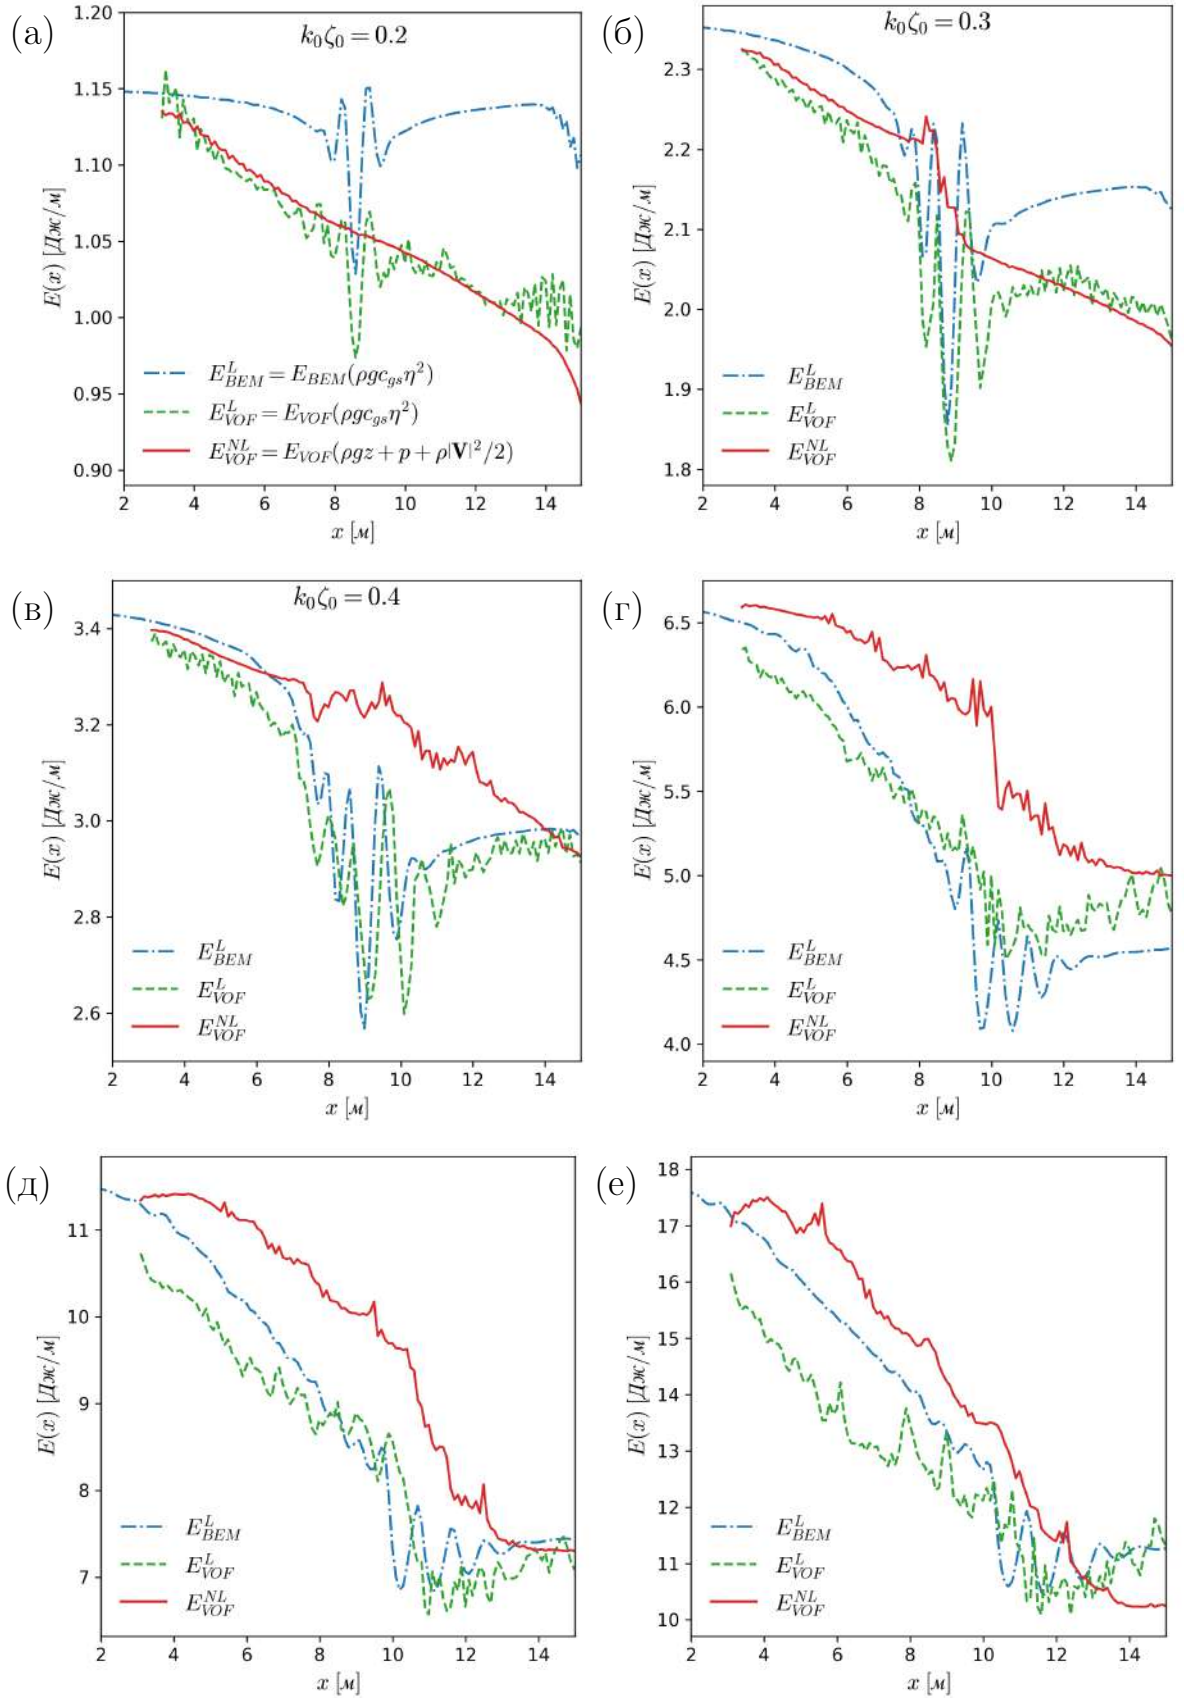 (а)
k₀ζ₀ = 0.2
1.20
1.15
1.10
1.05
1.00
0.95
0.90
E(x) [Дж/м]
E^L_BEM = E_BEM(ρgc_gsη²)
E^L_VOF = E_VOF(ρgc_gsη²)
E^NL_VOF = E_VOF(ρgz + p + ρ|V|²/2)
2 4 6 8 10 12 14
x [м]
(б)
k₀ζ₀ = 0.3
2.3
2.2
2.1
2.0
1.9
1.8
E(x) [Дж/м]
E^L_BEM
E^L_VOF
E^NL_VOF
2 4 6 8 10 12 14
x [м]
(в)
k₀ζ₀ = 0.4
3.4
3.2
3.0
2.8
2.6
E(x) [Дж/м]
E^L_BEM
E^L_VOF
E^NL_VOF
2 4 6 8 10 12 14
x [м]
(г)
6.5
6.0
5.5
5.0
4.5
4.0
E(x) [Дж/м]
E^L_BEM
E^L_VOF
E^NL_VOF
2 4 6 8 10 12 14
x [м]
(д)
11
10
9
8
7
E(x) [Дж/м]
E^L_BEM
E^L_VOF
E^NL_VOF
2 4 6 8 10 12 14
x [м]
(е)
18
17
16
15
14
13
12
11
10
E(x) [Дж/м]
E^L_BEM
E^L_VOF
E^NL_VOF
2 4 6 8 10 12 14
x [м]